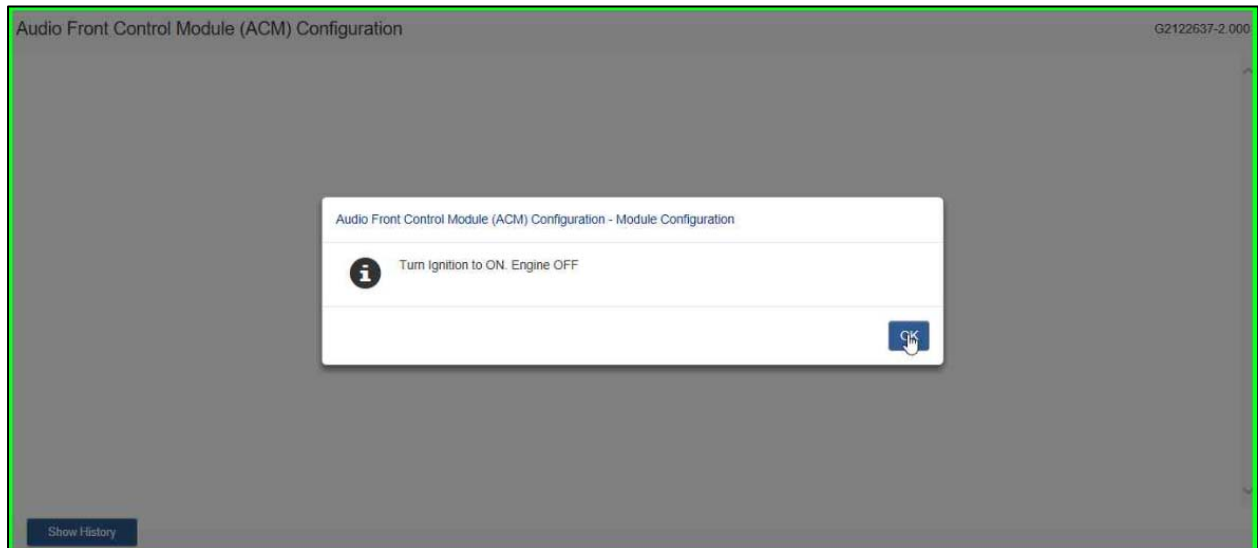 Audio Front Control Module (ACM) Configuration
G2122637-2.000
Audio Front Control Module (ACM) Configuration - Module Configuration
Turn Ignition to ON. Engine OFF
OK
Show History